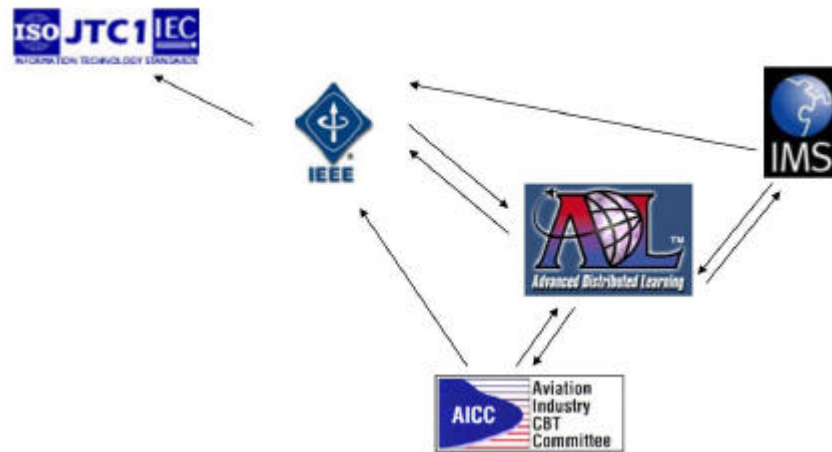 ISO JTC1 IEC
INFORMATION TECHNOLOGY STANDARDS
IEEE
®
IMS
ADL
TM
Advanced Distributed Learning
AICC
Aviation
Industry
CBT
Committee